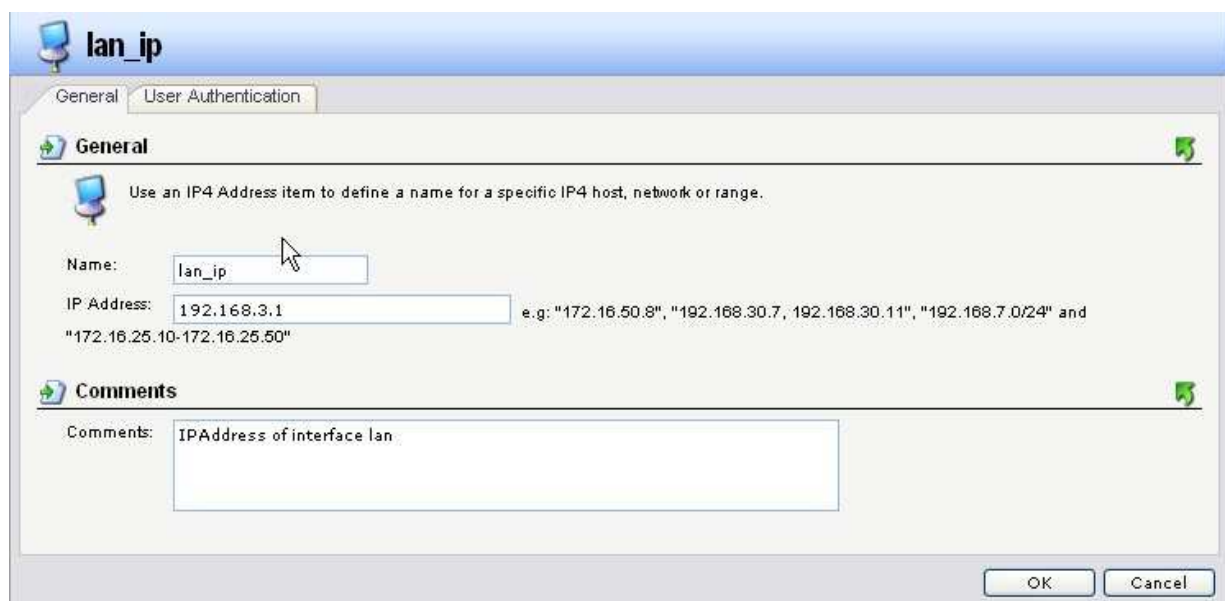 lan_ip
General User Authentication
General
Use an IP4 Address item to define a name for a specific IP4 host, network or range.
Name: lan_ip
IP Address: 192.168.3.1 e.g: "172.16.50.8", "192.168.30.7, 192.168.30.11", "192.168.7.0/24" and
"172.16.25.10-172.16.25.50"
Comments
Comments: IPAddress of interface lan
OK Cancel